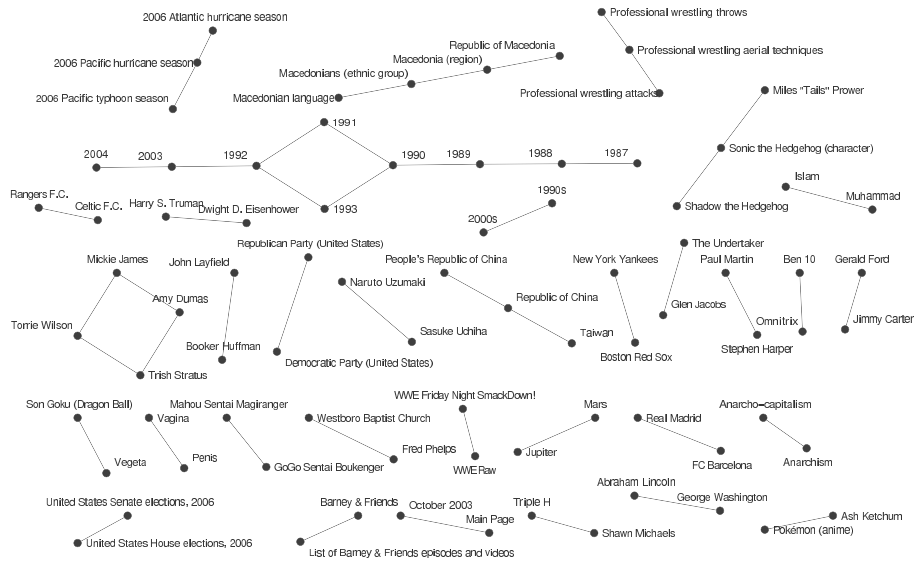 2006 Atlantic hurricane season
Professional wrestling throws
Republic of Macedonia
Professional wrestling aerial techniques
2006 Pacific hurricane season
Macedonia (region)
Macedonians (ethnic group)
2006 Pacific typhoon season
Macedonian language
Professional wrestling attacks
Miles "Tails" Prower
1991
2004
2003
1992
1990
1989
1988
1987
Sonic the Hedgehog (character)
Islam
1990s
Rangers F.C.
Celtic F.C.
Harry S. Truman
Dwight D. Eisenhower
1993
2000s
Shadow the Hedgehog
Muhammad
Republican Party (United States)
The Undertaker
Mickie James
John Layfield
People's Republic of China
New York Yankees
Paul Martin
Ben 10
Gerald Ford
Naruto Uzumaki
Amy Dumas
Republic of China
Glen Jacobs
Torrie Wilson
Omnitrix
Jimmy Carter
Sasuke Uchiha
Taiwan
Booker Huffman
Stephen Harper
Boston Red Sox
Democratic Party (United States)
Trish Stratus
WWE Friday Night SmackDown!
Son Goku (Dragon Ball)
Mahou Sentai Magiranger
Mars
Anarcho-capitalism
Vagina
Westboro Baptist Church
Real Madrid
Fred Phelps
Jupiter
Vegeta
Penis
GoGo Sentai Boukenger
WWE Raw
FC Barcelona
Anarchism
Abraham Lincoln
George Washington
United States Senate elections, 2006
Barney & Friends
October 2003
Triple H
Main Page
Ash Ketchum
Pokémon (anime)
Shawn Michaels
United States House elections, 2006
List of Barney & Friends episodes and videos